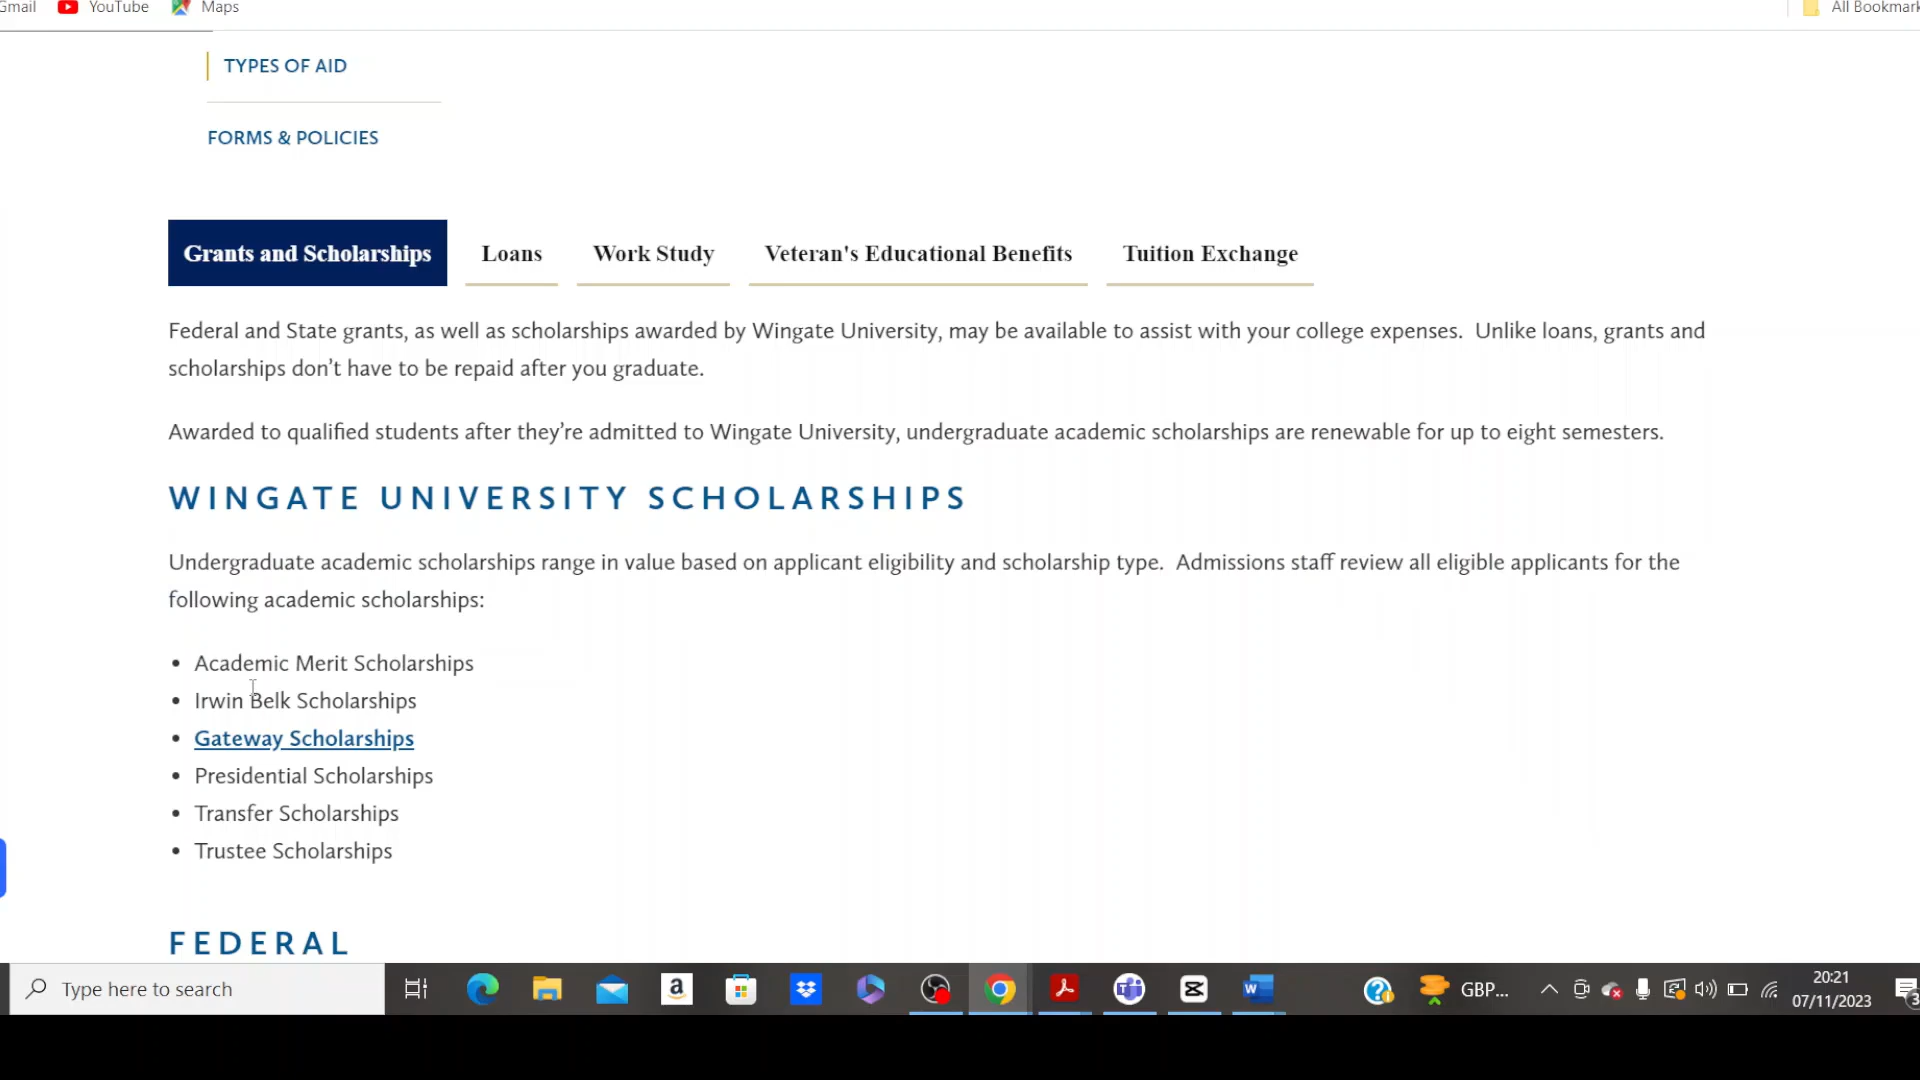 Gmail YouTube Maps All Bookmark
TYPES OF AID
FORMS & POLICIES
Grants and Scholarships Loans Work Study Veteran's Educational Benefits Tuition Exchange
Federal and State grants, as well as scholarships awarded by Wingate University, may be available to assist with your college expenses. Unlike loans, grants and
scholarships don’t have to be repaid after you graduate.
Awarded to qualified students after they’re admitted to Wingate University, undergraduate academic scholarships are renewable for up to eight semesters.
WINGATE UNIVERSITY SCHOLARSHIPS
Undergraduate academic scholarships range in value based on applicant eligibility and scholarship type. Admissions staff review all eligible applicants for the
following academic scholarships:
• Academic Merit Scholarships
• Irwin Belk Scholarships
• Gateway Scholarships
• Presidential Scholarships
• Transfer Scholarships
• Trustee Scholarships
FEDERAL
Type here to search GBP... 20:21
07/11/2023 3